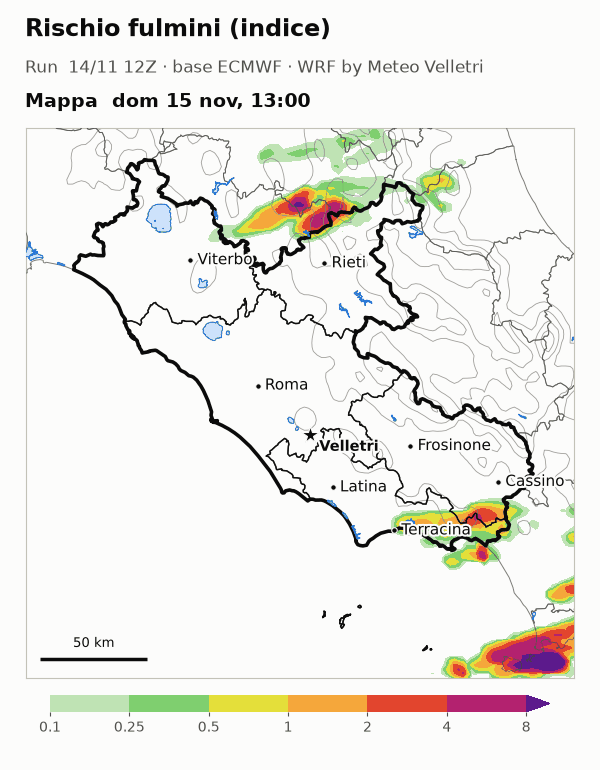 Rischio fulmini (indice)
Run  14/11 12Z · base ECMWF · WRF by Meteo Velletri
Mappa  dom 15 nov, 13:00
Viterbo
Rieti
Roma
Velletri
Frosinone
Cassino
Latina
Terracina
50 km
0.1 0.25 0.5 1 2 4 8